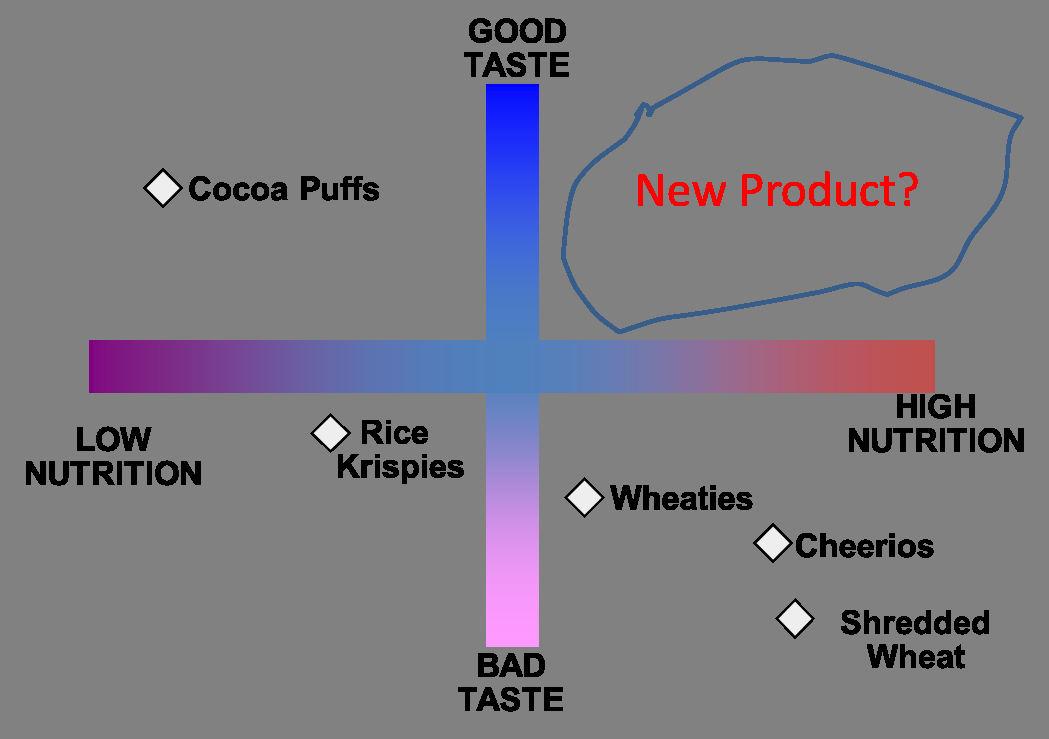 GOOD
TASTE
New Product?
Cocoa Puffs
LOW
NUTRITION
HIGH
NUTRITION
Rice
Krispies
Wheaties
Cheerios
Shredded
Wheat
BAD
TASTE